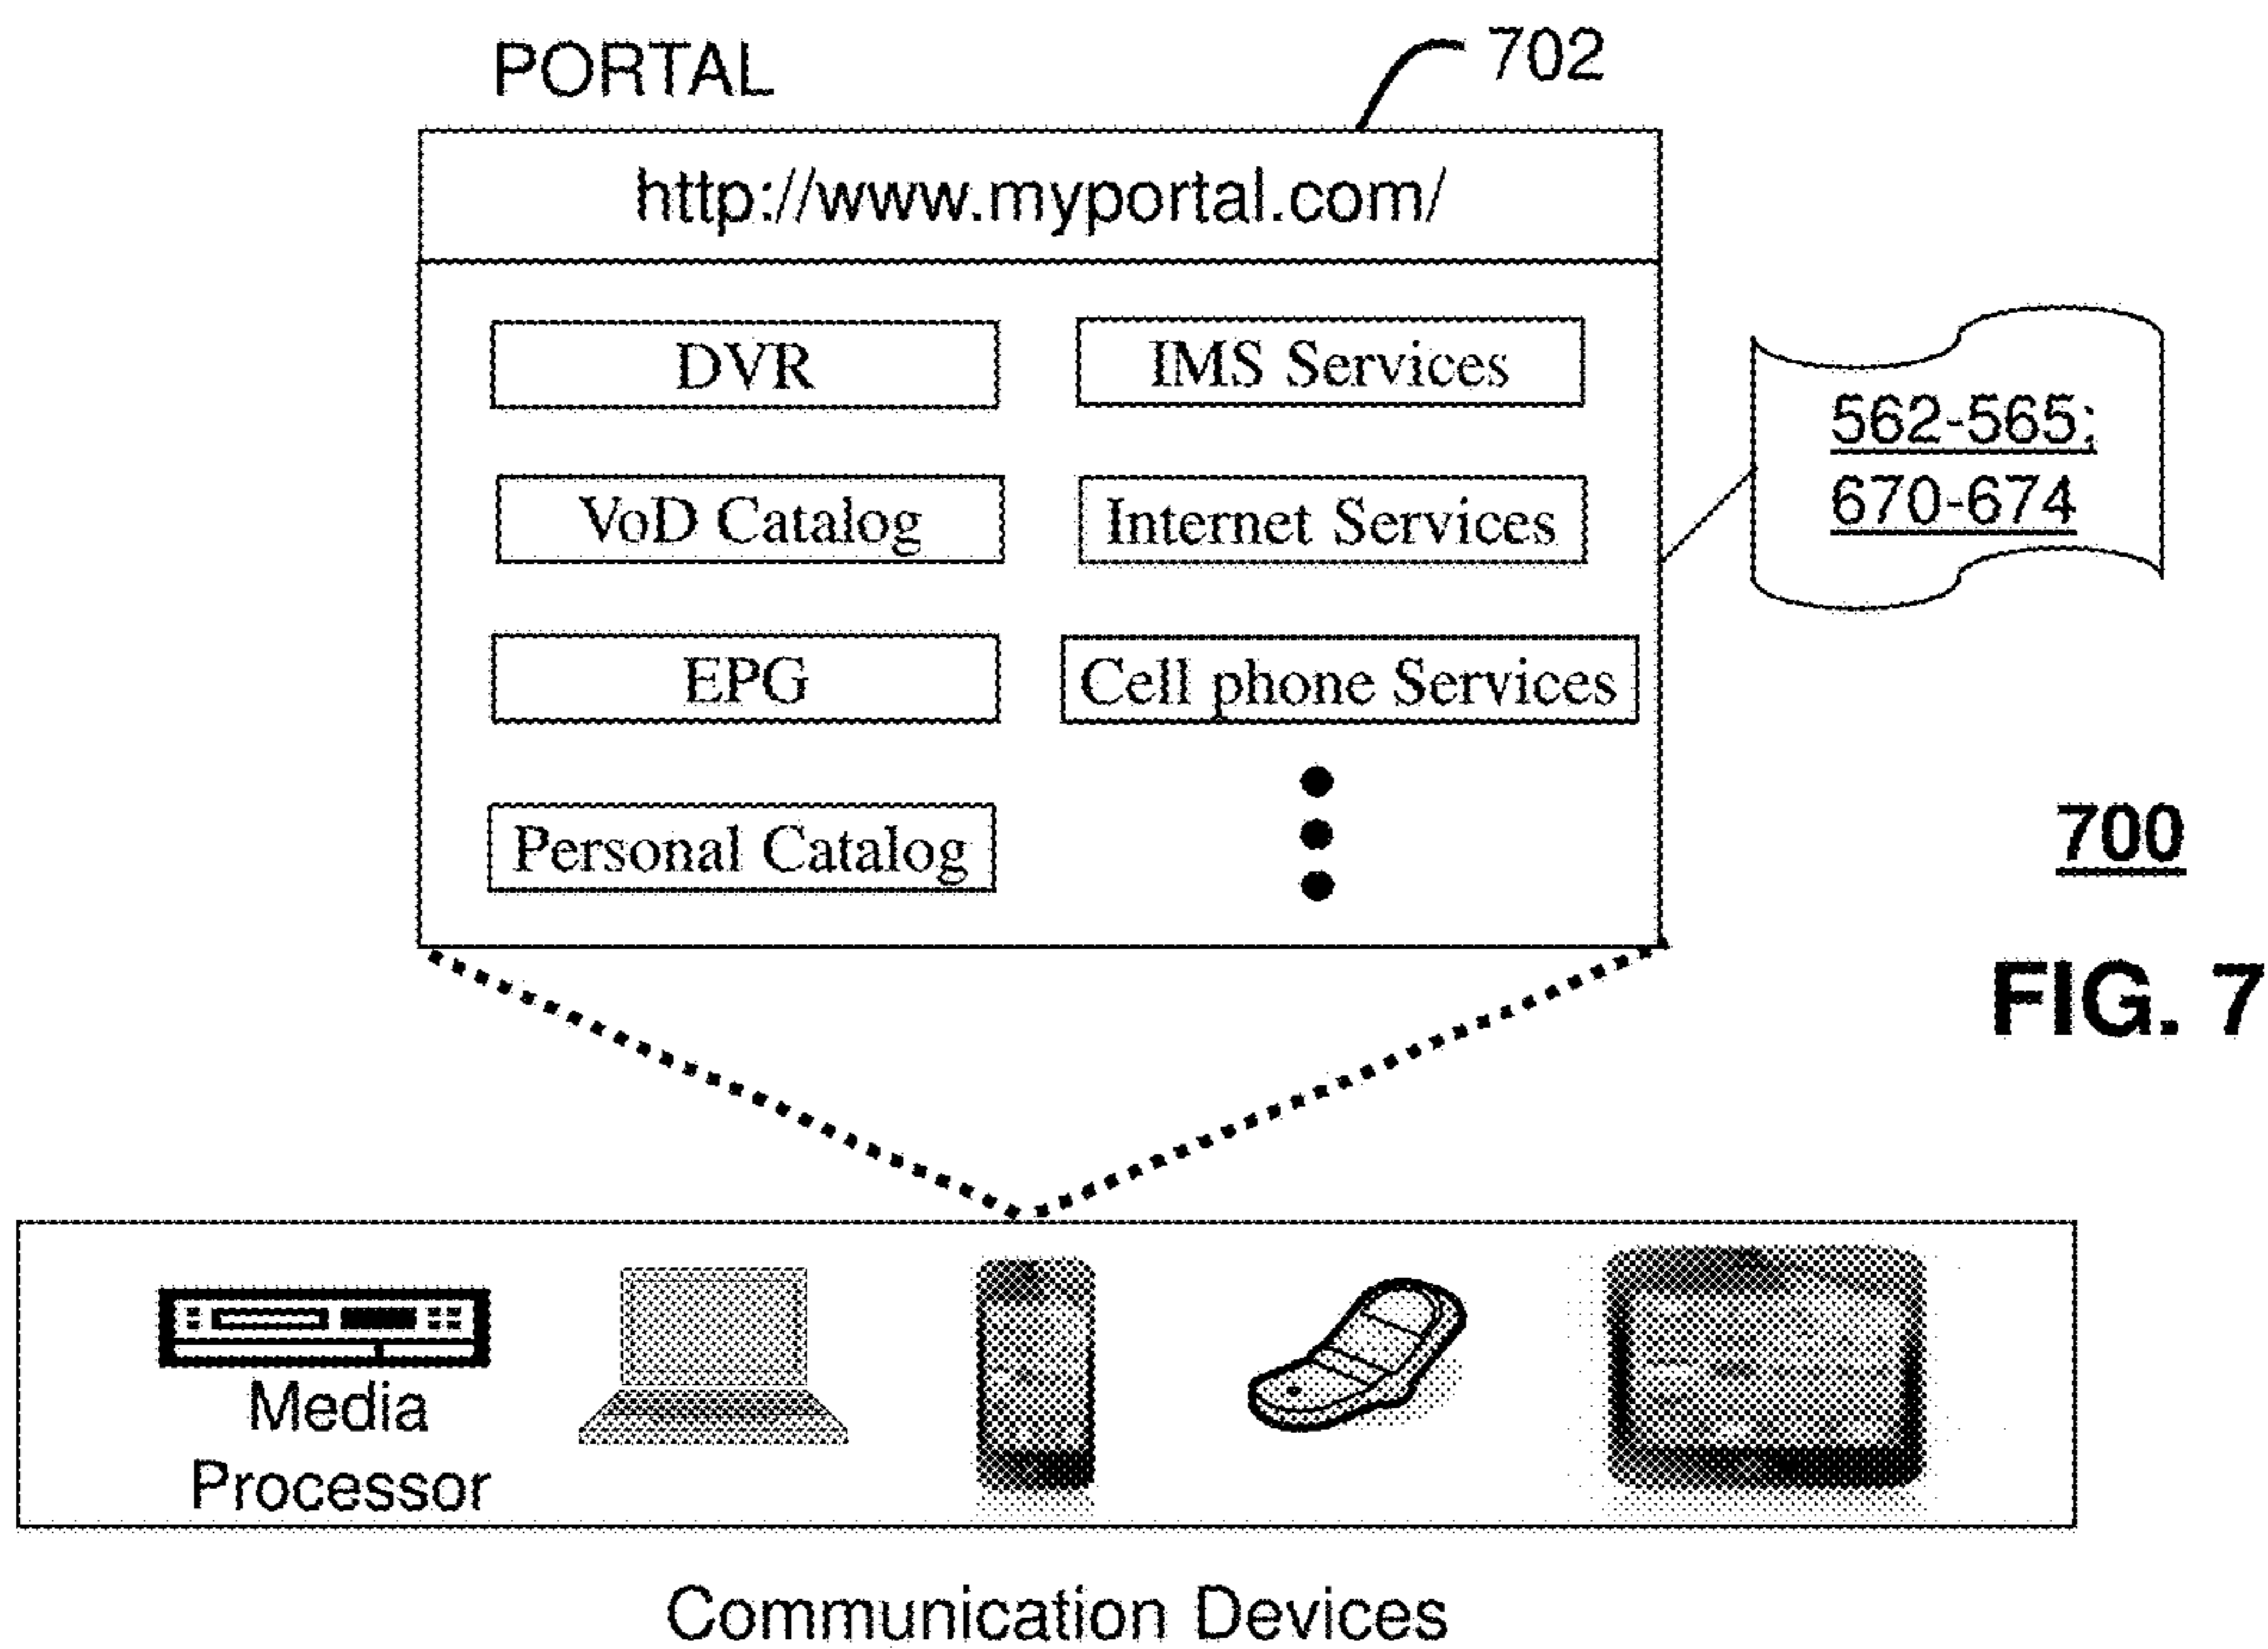 PORTAL
702
http://www.myportal.com/
DVR
IMS Services
VoD Catalog
Internet Services
EPG
Cell phone Services
Personal Catalog
562-565;
670-674
700
FIG. 7
Media
Processor
Communication Devices